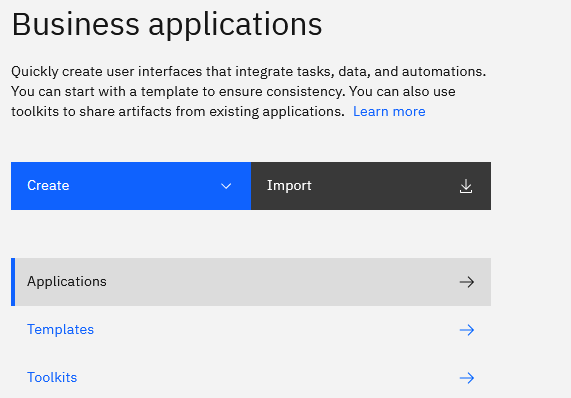 Business applications
Quickly create user interfaces that integrate tasks, data, and automations.
You can start with a template to ensure consistency. You can also use
toolkits to share artifacts from existing applications. Learn more
Create
Import
Applications
Templates
Toolkits